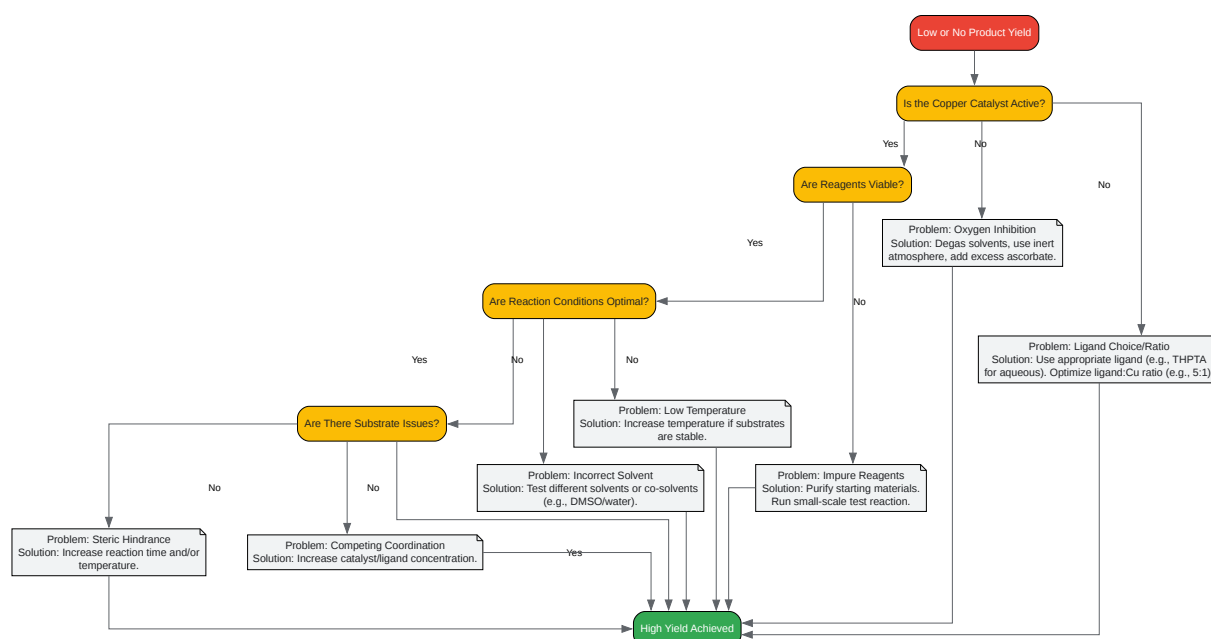 Low or No Product Yield
Is the Copper Catalyst Active?
Yes
No
Are Reagents Viable?
No
Problem: Oxygen Inhibition
Solution: Degas solvents, use inert
atmosphere, add excess ascorbate.
Yes
Are Reaction Conditions Optimal?
No
Problem: Ligand Choice/Ratio
Solution: Use appropriate ligand (e.g., THPTA
for aqueous). Optimize ligand:Cu ratio (e.g., 5:1)
Yes
No
No
Problem: Low Temperature
Solution: Increase temperature if substrates
are stable.
Are There Substrate Issues?
Problem: Incorrect Solvent
Solution: Test different solvents or co-solvents
(e.g., DMSO/water).
Problem: Impure Reagents
Solution: Purify starting materials.
Run small-scale test reaction.
No
No
Problem: Steric Hindrance
Solution: Increase reaction time and/or
temperature.
Problem: Competing Coordination
Solution: Increase catalyst/ligand concentration.
Yes
High Yield Achieved